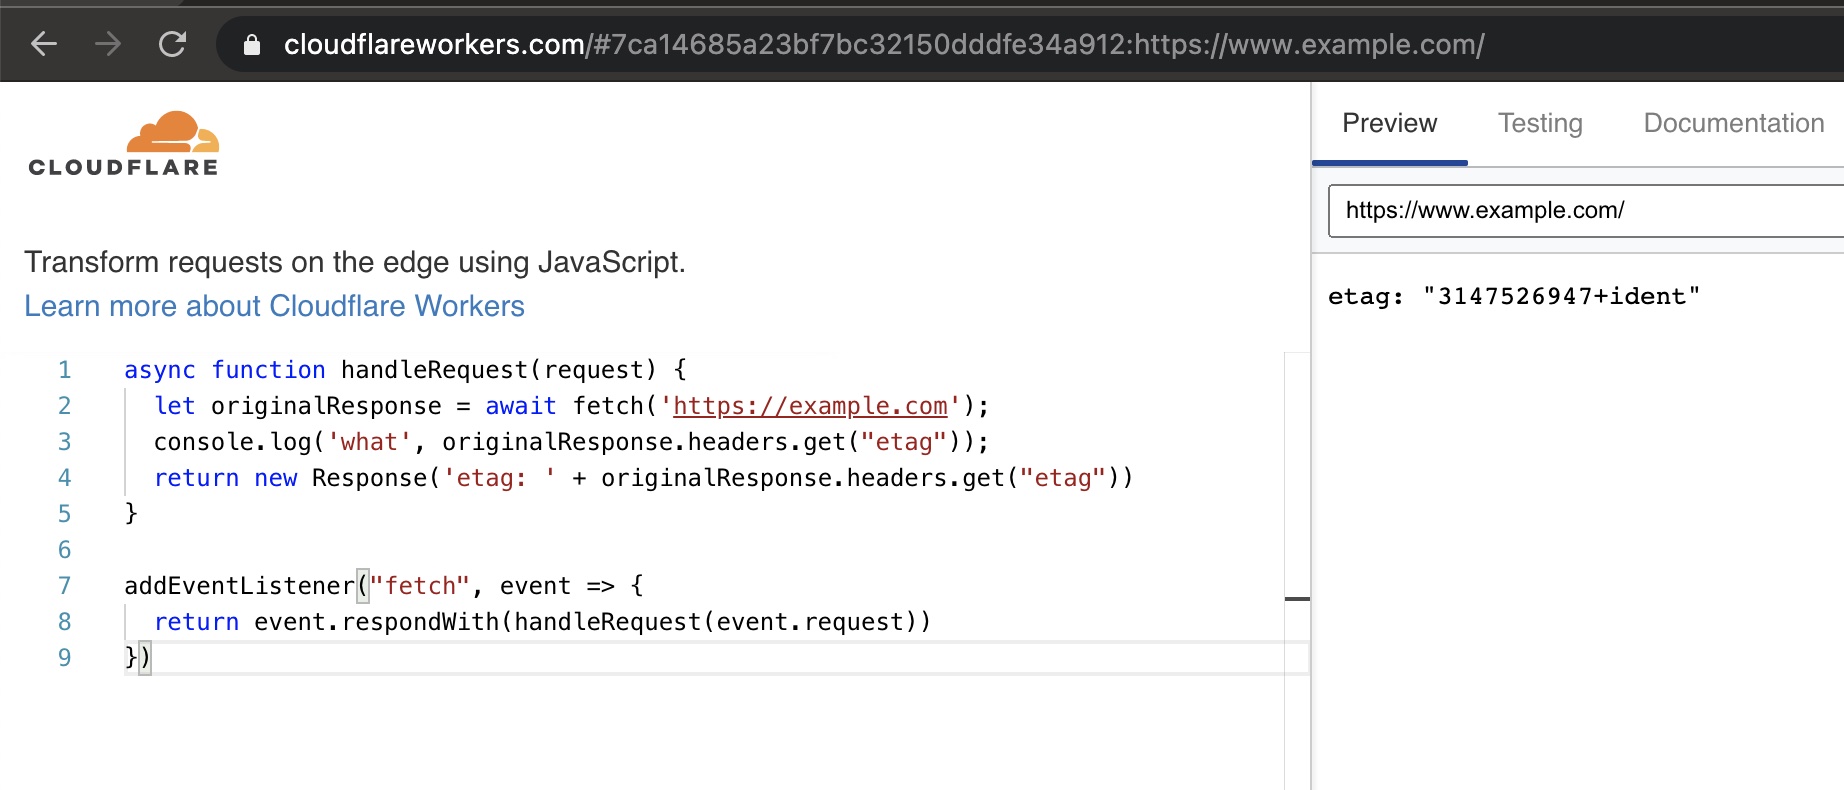 cloudflareworkers.com/#7ca14685a23bf7bc32150dddfe34a912:https://www.example.com/
CLOUDFLARE
Transform requests on the edge using JavaScript.
Learn more about Cloudflare Workers
1 async function handleRequest(request) {
2 let originalResponse = await fetch('https://example.com');
3 console.log('what', originalResponse.headers.get("etag"));
4 return new Response('etag: ' + originalResponse.headers.get("etag"))
5 }
6
7 addEventListener("fetch", event => {
8 return event.respondWith(handleRequest(event.request))
9 })
Preview Testing Documentation
https://www.example.com/
etag: "3147526947+ident"